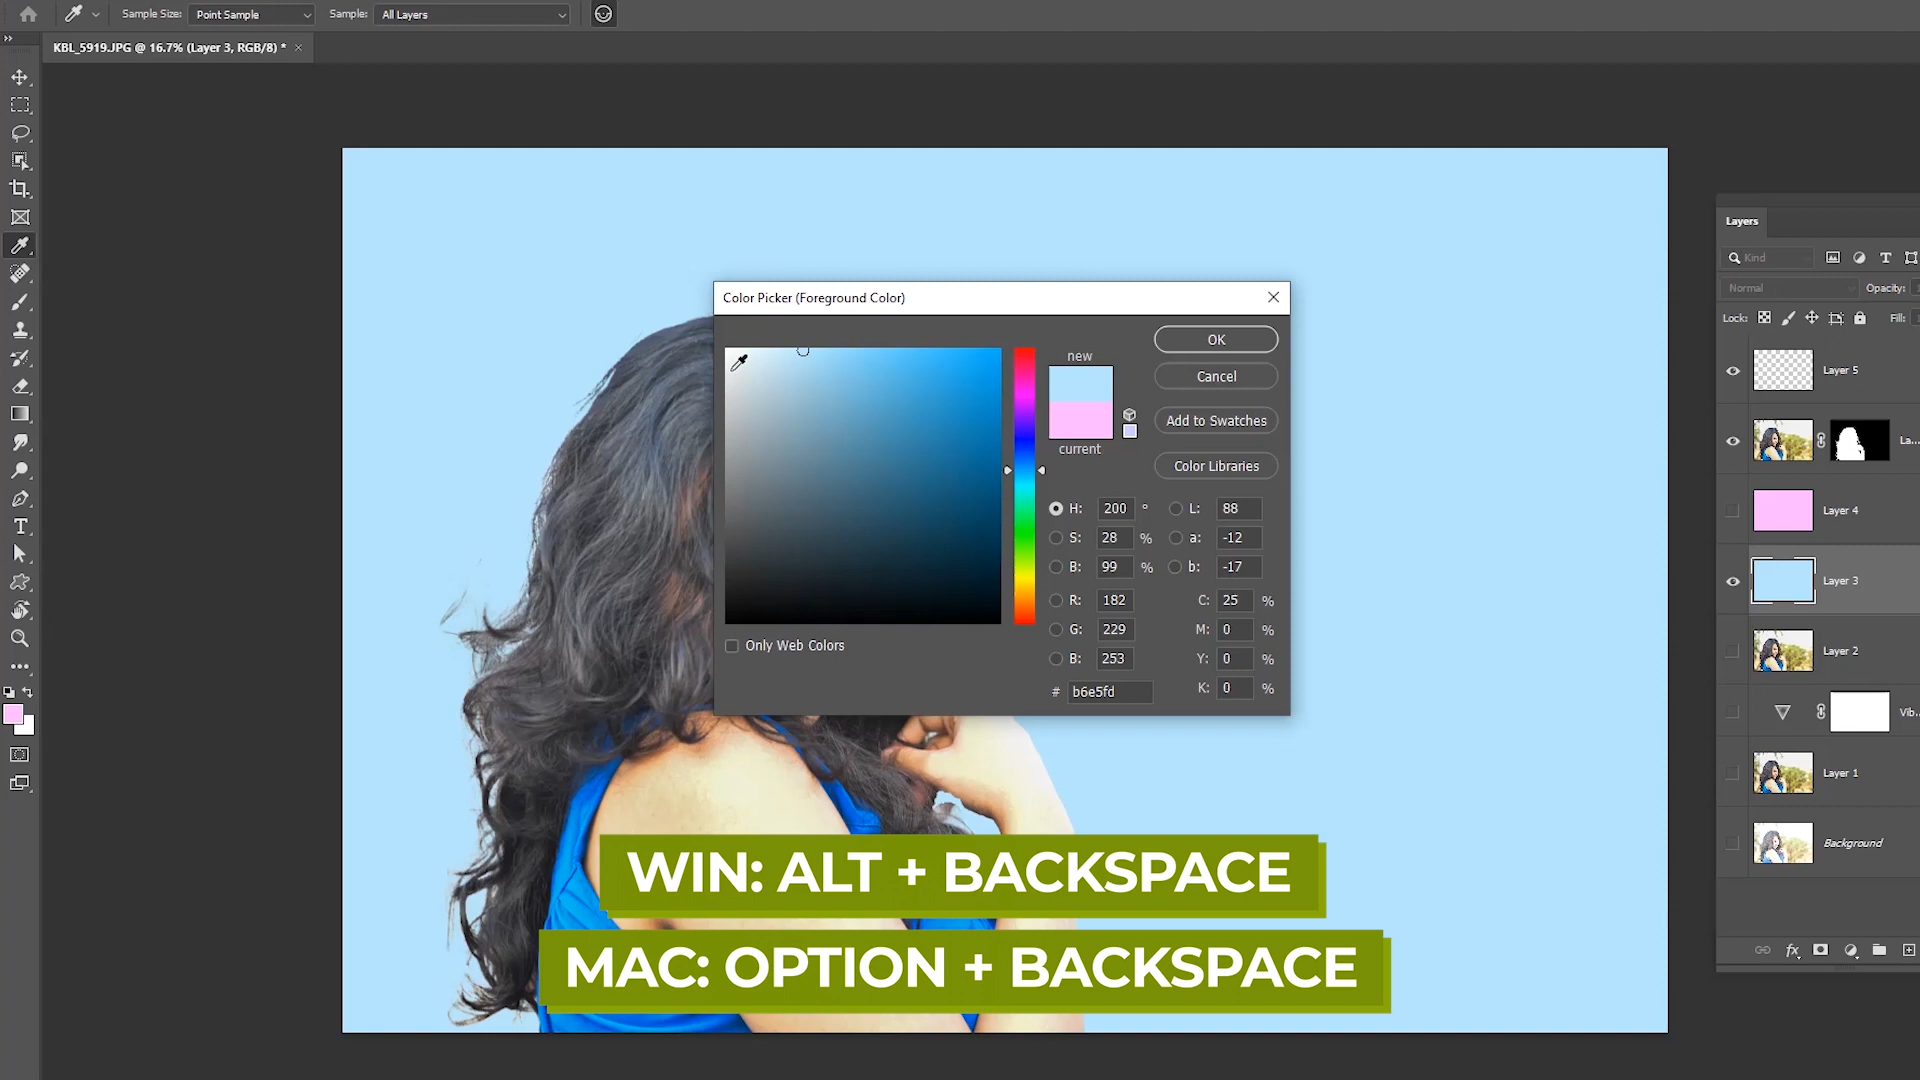 Sample Size: Point Sample Sample: All Layers
KBL_5919.JPG @ 16.7% (Layer 3, RGB/8) * ×
Layers
Kind
Normal Opacity:
Lock: Fill:
Layer 5
La...
Layer 4
Layer 3
Layer 2
Vib...
Layer 1
Background
Color Picker (Foreground Color)
new
current
OK
Cancel
Add to Swatches
Color Libraries
H: 200 ° L: 88
S: 28 % a: -12
B: 99 % b: -17
R: 182 C: 25 %
G: 229 M: 0 %
B: 253 Y: 0 %
# b6e5fd K: 0 %
Only Web Colors
WIN: ALT + BACKSPACE
MAC: OPTION + BACKSPACE